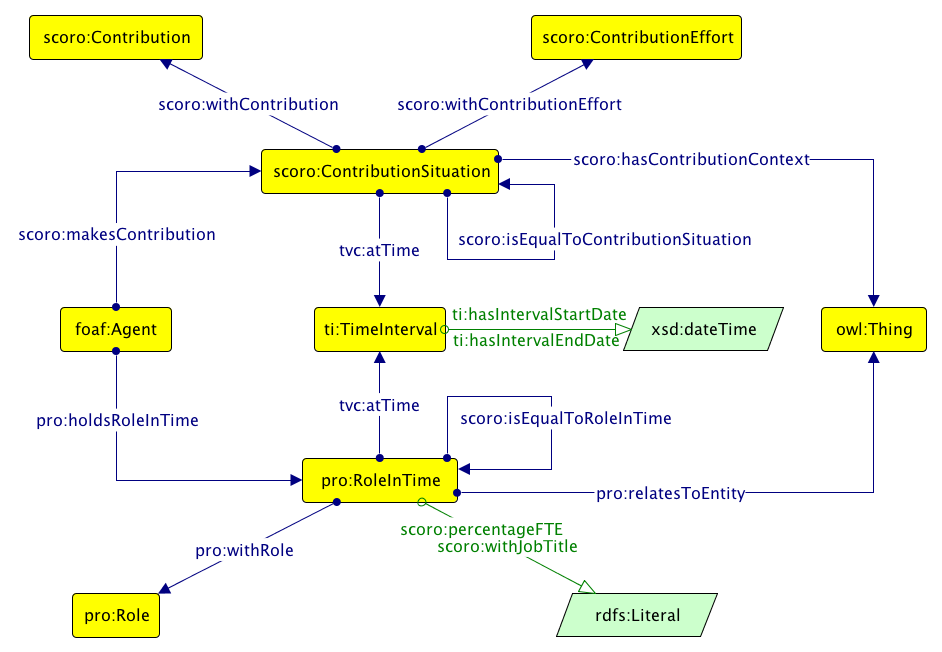 scoro:Contribution
scoro:ContributionEffort
scoro:withContribution
scoro:withContributionEffort
scoro:ContributionSituation
scoro:hasContributionContext
scoro:makesContribution
tvc:atTime
scoro:isEqualToContributionSituation
foaf:Agent
ti:TimeInterval
ti:hasIntervalStartDate
ti:hasIntervalEndDate
xsd:dateTime
owl:Thing
pro:holdsRoleInTime
tvc:atTime
scoro:isEqualToRoleInTime
pro:RoleInTime
pro:relatesToEntity
scoro:percentageFTE
scoro:withJobTitle
pro:withRole
pro:Role
rdfs:Literal